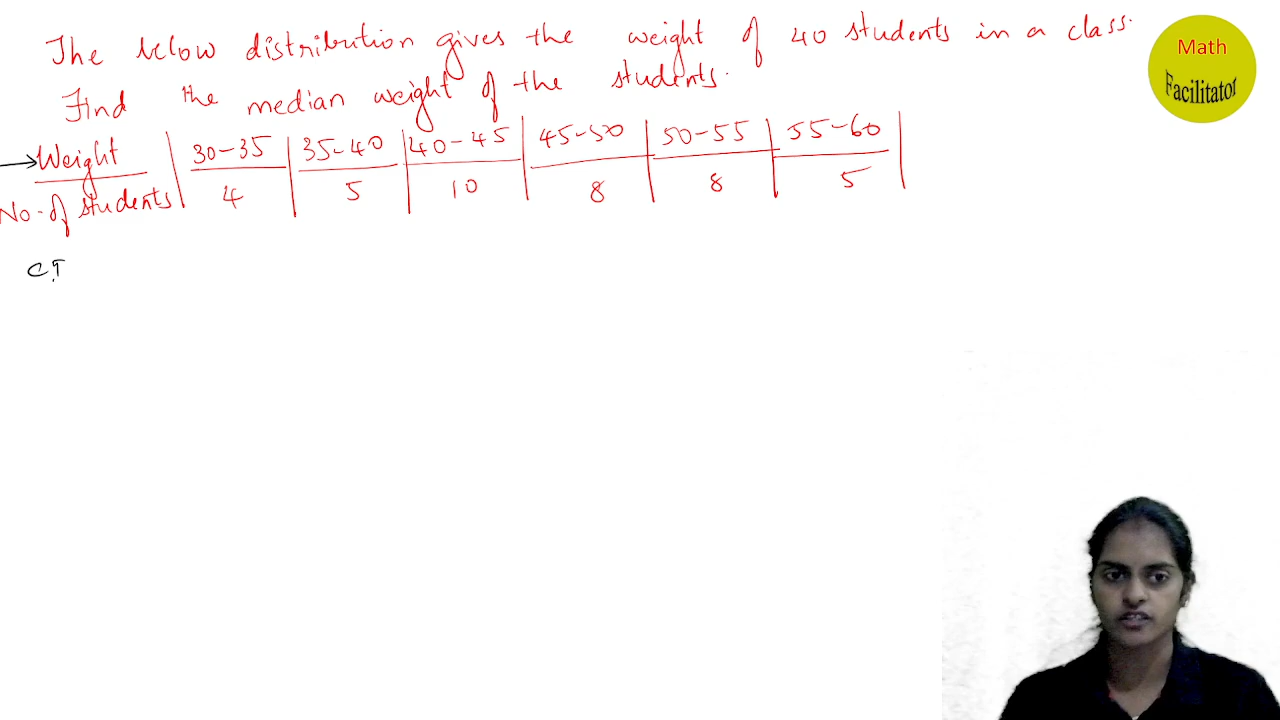 The below distribution gives the weight of 40 students in a class.
Find the median weight of the students.
Math
Facilitator
Weight | 30-35 | 35-40 | 40-45 | 45-50 | 50-55 | 55-60 |
No. of students | 4 | 5 | 10 | 8 | 8 | 5 |
C.I